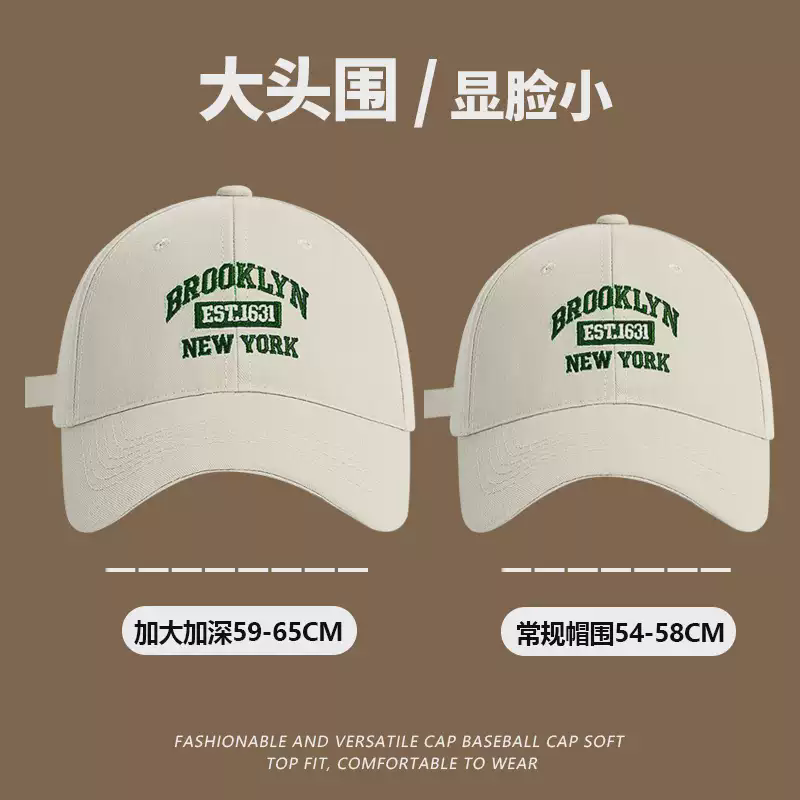 大头围/显脸小
BROOKLYN
EST.1631
NEW YORK
BROOKLYN
EST.1631
NEW YORK
加大加深59-65CM
常规帽围54-58CM
FASHIONABLE AND VERSATILE CAP BASEBALL CAP SOFT
TOP FIT, COMFORTABLE TO WEAR